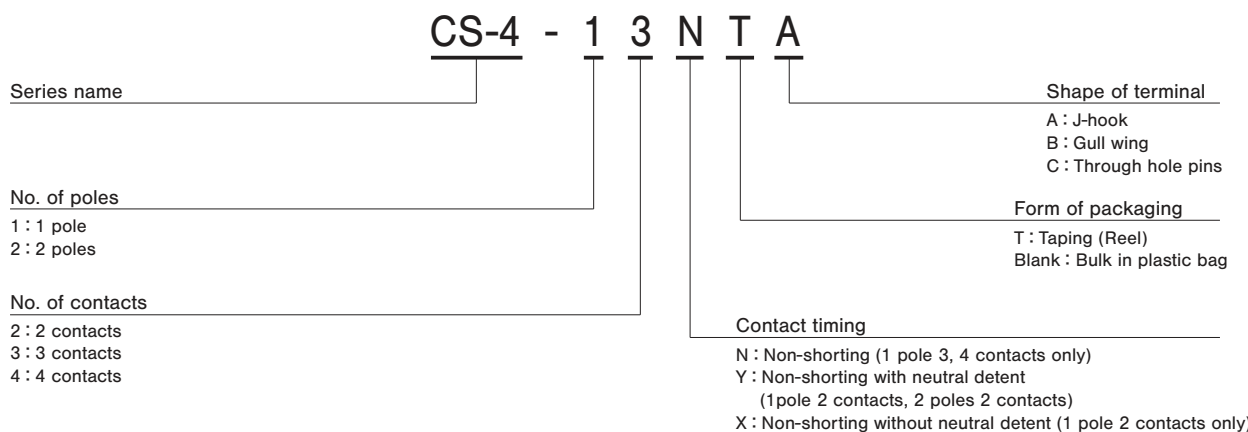 CS-4 - 1 3 N T A
Series name
No. of poles
1：1 pole
2：2 poles
No. of contacts
2：2 contacts
3：3 contacts
4：4 contacts
Shape of terminal
A：J-hook
B：Gull wing
C：Through hole pins
Form of packaging
T：Taping (Reel)
Blank：Bulk in plastic bag
Contact timing
N：Non-shorting (1 pole 3, 4 contacts only)
Y：Non-shorting with neutral detent
(1pole 2 contacts, 2 poles 2 contacts)
X：Non-shorting without neutral detent (1 pole 2 contacts only)